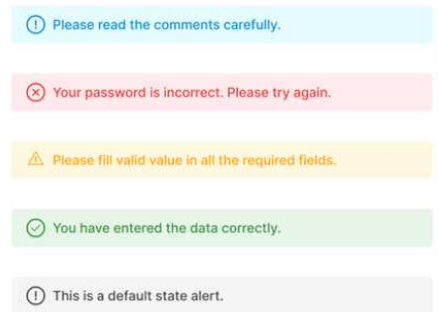 Please read the comments carefully.
Your password is incorrect. Please try again.
Please fill valid value in all the required fields.
You have entered the data correctly.
This is a default state alert.